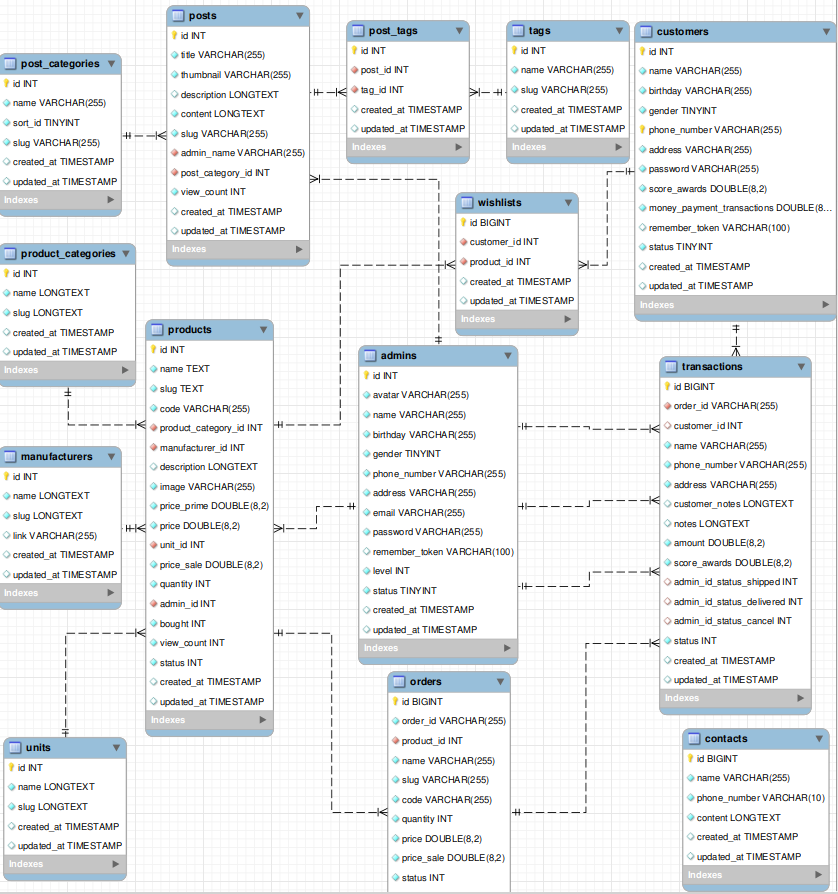 post_categories
id INT
name VARCHAR(255)
sort_id TINYINT
slug VARCHAR(255)
created_at TIMESTAMP
updated_at TIMESTAMP
Indexes
posts
id INT
title VARCHAR(255)
thumbnail VARCHAR(255)
description LONGTEXT
content LONGTEXT
slug VARCHAR(255)
admin_name VARCHAR(255)
post_category_id INT
view_count INT
created_at TIMESTAMP
updated_at TIMESTAMP
Indexes
post_tags
id INT
post_id INT
tag_id INT
created_at TIMESTAMP
updated_at TIMESTAMP
Indexes
tags
id INT
name VARCHAR(255)
slug VARCHAR(255)
created_at TIMESTAMP
updated_at TIMESTAMP
Indexes
customers
id INT
name VARCHAR(255)
birthday VARCHAR(255)
gender TINYINT
phone_number VARCHAR(255)
address VARCHAR(255)
password VARCHAR(255)
score_awards DOUBLE(8,2)
money_payment_transactions DOUBLE(8...
remember_token VARCHAR(100)
status TINYINT
created_at TIMESTAMP
updated_at TIMESTAMP
Indexes
wishlists
id BIGINT
customer_id INT
product_id INT
created_at TIMESTAMP
updated_at TIMESTAMP
Indexes
product_categories
id INT
name LONGTEXT
slug LONGTEXT
created_at TIMESTAMP
updated_at TIMESTAMP
Indexes
products
id INT
name TEXT
slug TEXT
code VARCHAR(255)
product_category_id INT
manufacturer_id INT
description LONGTEXT
image VARCHAR(255)
price_prime DOUBLE(8,2)
price DOUBLE(8,2)
unit_id INT
price_sale DOUBLE(8,2)
quantity INT
admin_id INT
bought INT
view_count INT
status INT
created_at TIMESTAMP
updated_at TIMESTAMP
Indexes
admins
id INT
avatar VARCHAR(255)
name VARCHAR(255)
birthday VARCHAR(255)
gender TINYINT
phone_number VARCHAR(255)
address VARCHAR(255)
email VARCHAR(255)
password VARCHAR(255)
remember_token VARCHAR(100)
level INT
status TINYINT
created_at TIMESTAMP
updated_at TIMESTAMP
Indexes
transactions
id BIGINT
order_id VARCHAR(255)
customer_id INT
name VARCHAR(255)
phone_number VARCHAR(255)
address VARCHAR(255)
customer_notes LONGTEXT
notes LONGTEXT
amount DOUBLE(8,2)
score_awards DOUBLE(8,2)
admin_id_status_shipped INT
admin_id_status_delivered INT
admin_id_status_cancel INT
status INT
created_at TIMESTAMP
updated_at TIMESTAMP
Indexes
manufacturers
id INT
name LONGTEXT
slug LONGTEXT
link VARCHAR(255)
created_at TIMESTAMP
updated_at TIMESTAMP
Indexes
units
id INT
name LONGTEXT
slug LONGTEXT
created_at TIMESTAMP
updated_at TIMESTAMP
Indexes
orders
id BIGINT
order_id VARCHAR(255)
product_id INT
name VARCHAR(255)
slug VARCHAR(255)
code VARCHAR(255)
quantity INT
price DOUBLE(8,2)
price_sale DOUBLE(8,2)
status INT
contacts
id BIGINT
name VARCHAR(255)
phone_number VARCHAR(10)
content LONGTEXT
created_at TIMESTAMP
updated_at TIMESTAMP
Indexes